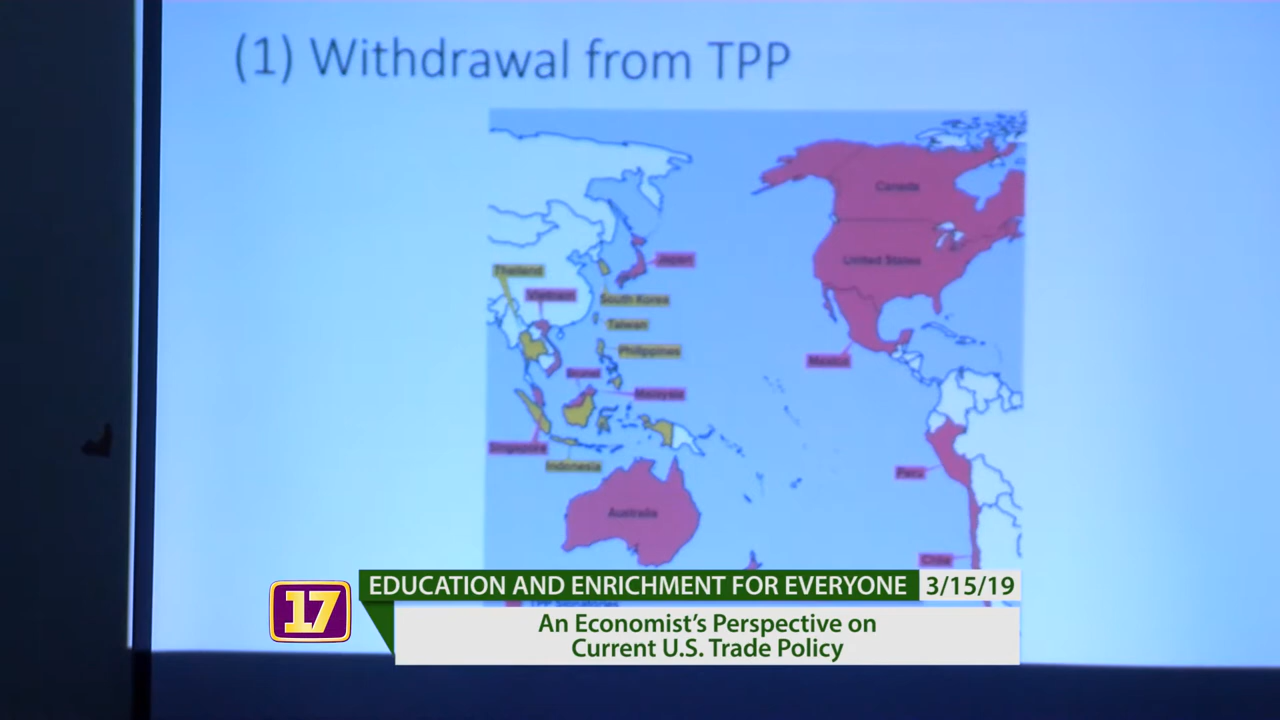 (1) Withdrawal from TPP
Canada
United States
Japan
Thailand
Vietnam
South Korea
Taiwan
Philippines
Mexico
Brunei
Malaysia
Singapore
Indonesia
Peru
Australia
Chile
EDUCATION AND ENRICHMENT FOR EVERYONE 3/15/19
17
TPP Signatories
An Economist's Perspective on
Current U.S. Trade Policy